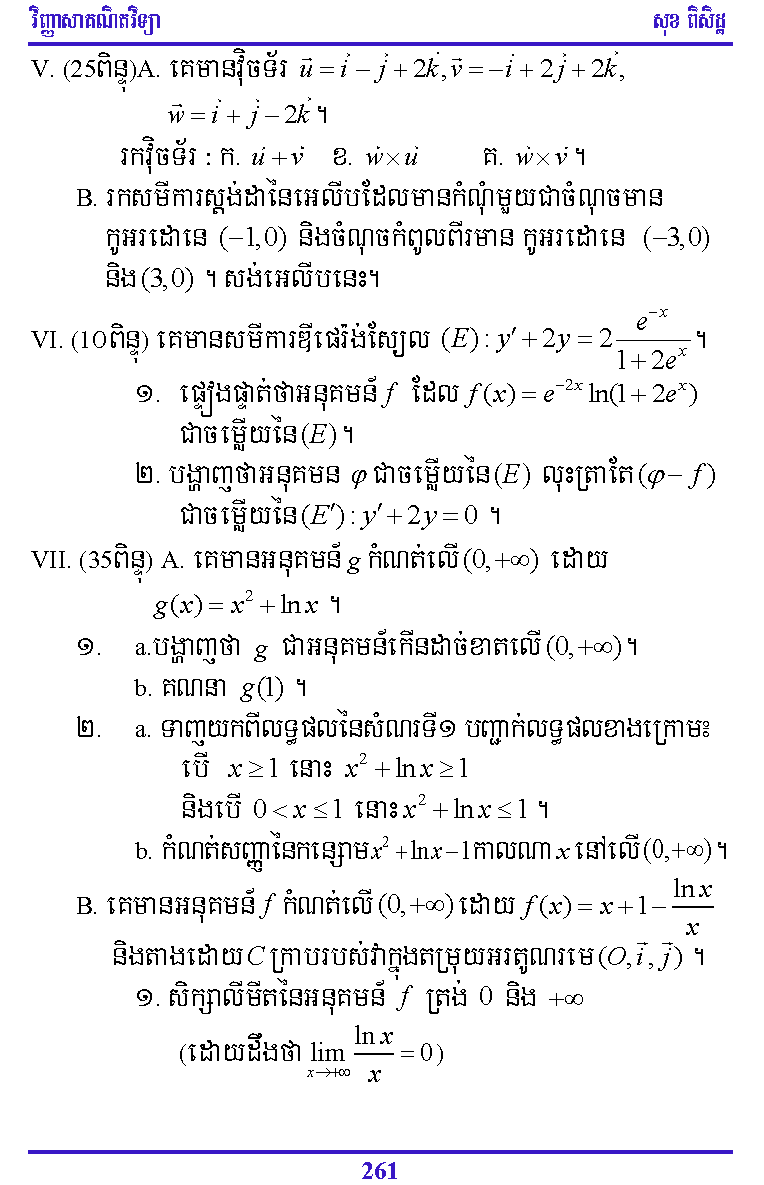 វិញ្ញាសាគណិតវិទ្យា សុខ ពិសិដ្ឋ
V. (25ពិន្ទុ)A. គេមានវ៉ិចទ័រ $\vec{u} = \vec{i} - \vec{j} + 2\vec{k}, \vec{v} = -\vec{i} + 2\vec{j} + 2\vec{k},$
$\vec{w} = \vec{i} + \vec{j} - 2\vec{k}$ ។
រកវ៉ិចទ័រ : ក. $\vec{u} + \vec{v}$ ខ. $\vec{w} \times \vec{u}$ គ. $\vec{w} \times \vec{v}$ ។
B. រកសមីការស្តង់ដានៃអេលីបដែលមានកំណុំមួយជាចំណុចមាន
កូអរដោនេ (−1,0) និងចំណុចកំពូលពីរមាន កូអរដោនេ (−3,0)
និង(3,0) ។ សង់អេលីបនេះ។
VI. (10ពិន្ទុ) គេមានសមីការឌីផេរ៉ង់ស្យែល $(E): y' + 2y = 2\frac{e^{-x}}{1+2e^{x}}$ ។
១. ផ្ទៀងផ្ទាត់ថាអនុគមន៍ f ដែល $f(x) = e^{-2x}\ln(1+2e^{x})$
ជាចម្លើយនៃ(E)។
២. បង្ហាញថាអនុគមន φ ជាចម្លើយនៃ(E) លុះត្រាតែ(φ − f)
ជាចម្លើយនៃ(E′): y′ + 2y = 0 ។
VII. (35ពិន្ទុ) A. គេមានអនុគមន៍ g កំណត់លើ(0,+∞) ដោយ
$g(x) = x^{2} + \ln x$ ។
១. a.បង្ហាញថា g ជាអនុគមន៍កើនដាច់ខាតលើ(0,+∞)។
b. គណនា g(1) ។
២. a. ទាញយកពីលទ្ធផលនៃសំណរទី១ បញ្ជាក់លទ្ធផលខាងក្រោម៖
បើ x ≥ 1 នោះ $x^{2} + \ln x ≥ 1$
និងបើ 0 < x ≤ 1 នោះ $x^{2} + \ln x ≤ 1$ ។
b. កំណត់សញ្ញានៃកន្សោម $x^{2} + \ln x - 1$ កាលណា x នៅលើ(0,+∞)។
B. គេមានអនុគមន៍ f កំណត់លើ(0,+∞) ដោយ $f(x) = x + 1 - \frac{\ln x}{x}$
និងតាងដោយ C ក្រាបរបស់វាក្នុងតម្រុយអរតូណរមេ $(O, \vec{i}, \vec{j})$ ។
១. សិក្សាលីមីតនៃអនុគមន៍ f ត្រង់ 0 និង +∞
(ដោយដឹងថា $\lim_{x \to +\infty} \frac{\ln x}{x} = 0$)
261